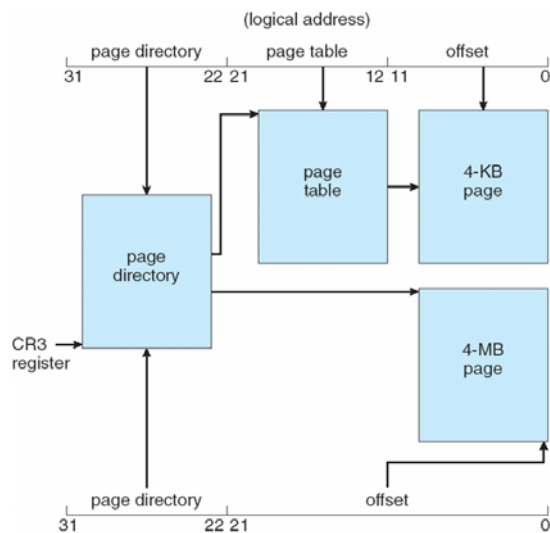 (logical address)
page directory page table offset
31 22 21 12 11 0
page
table
4-KB
page
page
directory
CR3
register
4-MB
page
page directory offset
31 22 21 0